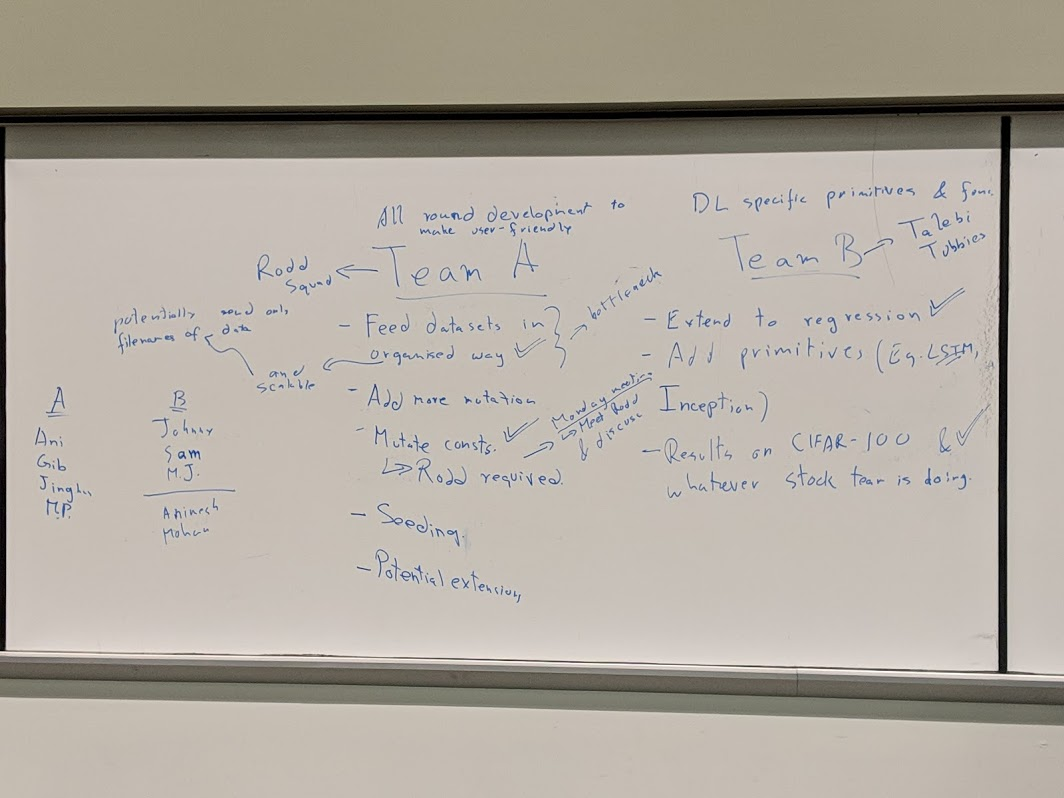 All round development to
make user-friendly
Rodd
Squad
Team A
- Feed datasets in
organised way
bottleneck
and
scalable
potentially send only
filenames of data
- Add more mutation
- Mutate consts.
Rodd required.
Monday meeting
Meet Rodd
& discuss
- Seeding.
- Potential extensions
DL specific primitives & func.
Team B
Talebi
Tubbies
- Extend to regression
- Add primitives (Eg. LSTM,
Inception)
- Results on CIFAR-100 &
whatever stock team is doing.
A
Ani
Gib
M.P.
B
Johnny
Sam
M.J.
Animesh
Mohan